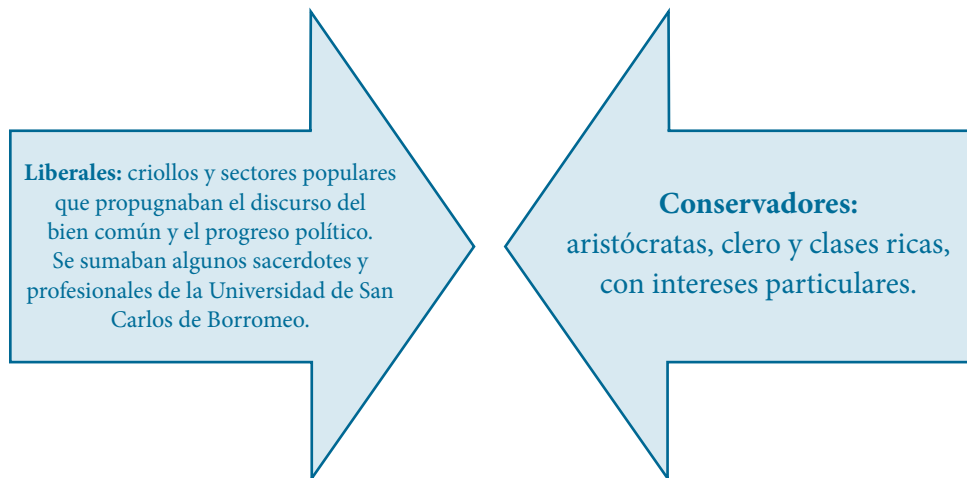 Liberales: criollos y sectores populares
que propugnaban el discurso del
bien común y el progreso político.
Se sumaban algunos sacerdotes y
profesionales de la Universidad de San
Carlos de Borromeo.
Conservadores:
aristócratas, clero y clases ricas,
con intereses particulares.